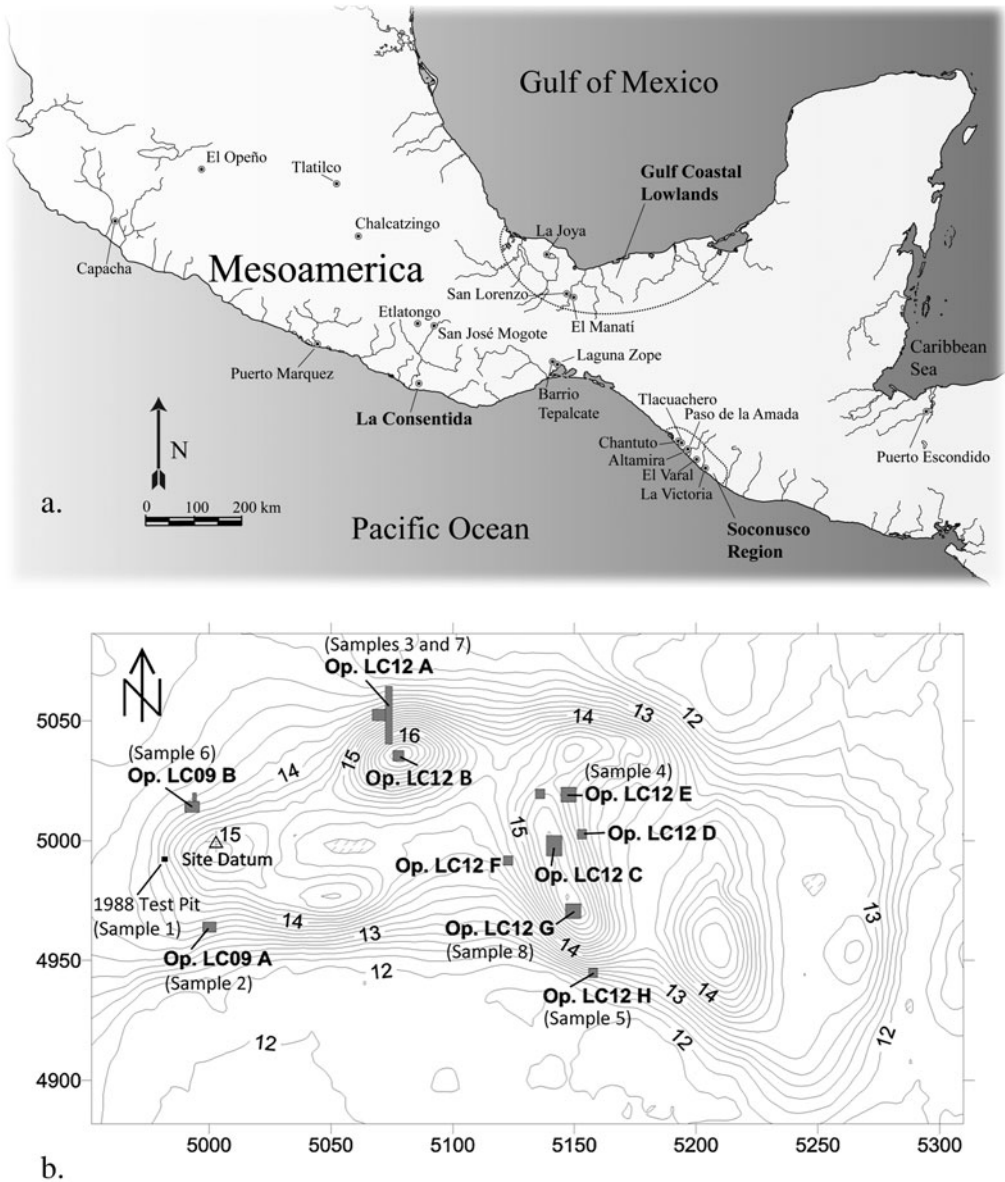 Gulf of Mexico
El Opeño
Tlatilco
Gulf Coastal
Lowlands
Chalcatzingo
La Joya
Capacha
Mesoamerica
San Lorenzo
El Manatí
Etlatongo
San José Mogote
Caribbean
Sea
Puerto Marquez
Laguna Zope
La Consentida
Barrio
Tepalcate
Tlacuachero
Paso de la Amada
Chantuto
Altamira
El Varal
La Victoria
Puerto Escondido
N
a.
0 100 200 km
Pacific Ocean
Soconusco
Region
(Samples 3 and 7)
Op. LC12 A
N
5050
14
13
12
16
15
14
(Sample 6)
Op. LC09 B
Op. LC12 B
(Sample 4)
Op. LC12 E
5000
15
Site Datum
15
Op. LC12 D
Op. LC12 F
Op. LC12 C
1988 Test Pit
(Sample 1)
14
13
Op. LC12 G
(Sample 8)
14
13
4950
Op. LC09 A
(Sample 2)
12
Op. LC12 H
(Sample 5)
13
14
12
12
12
4900
5000 5050 5100 5150 5200 5250 5300
b.